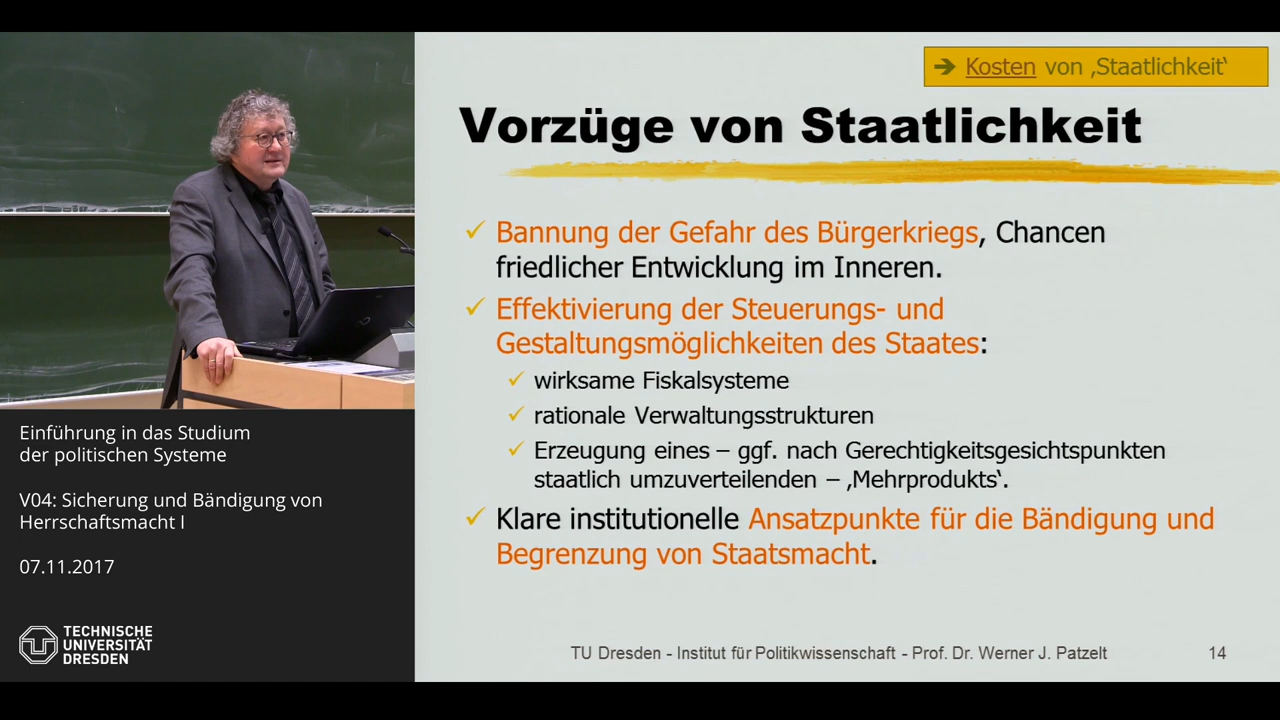 ➔ Kosten von ‚Staatlichkeit‘
Vorzüge von Staatlichkeit
✓ Bannung der Gefahr des Bürgerkriegs, Chancen
friedlicher Entwicklung im Inneren.
✓ Effektivierung der Steuerungs- und
Gestaltungsmöglichkeiten des Staates:
✓ wirksame Fiskalsysteme
✓ rationale Verwaltungsstrukturen
✓ Erzeugung eines – ggf. nach Gerechtigkeitsgesichtspunkten
staatlich umzuverteilenden – ‚Mehrprodukts‘.
✓ Klare institutionelle Ansatzpunkte für die Bändigung und
Begrenzung von Staatsmacht.
TU Dresden - Institut für Politikwissenschaft - Prof. Dr. Werner J. Patzelt 14
Einführung in das Studium
der politischen Systeme
V04: Sicherung und Bändigung von
Herrschaftsmacht I
07.11.2017
TECHNISCHE
UNIVERSITÄT
DRESDEN